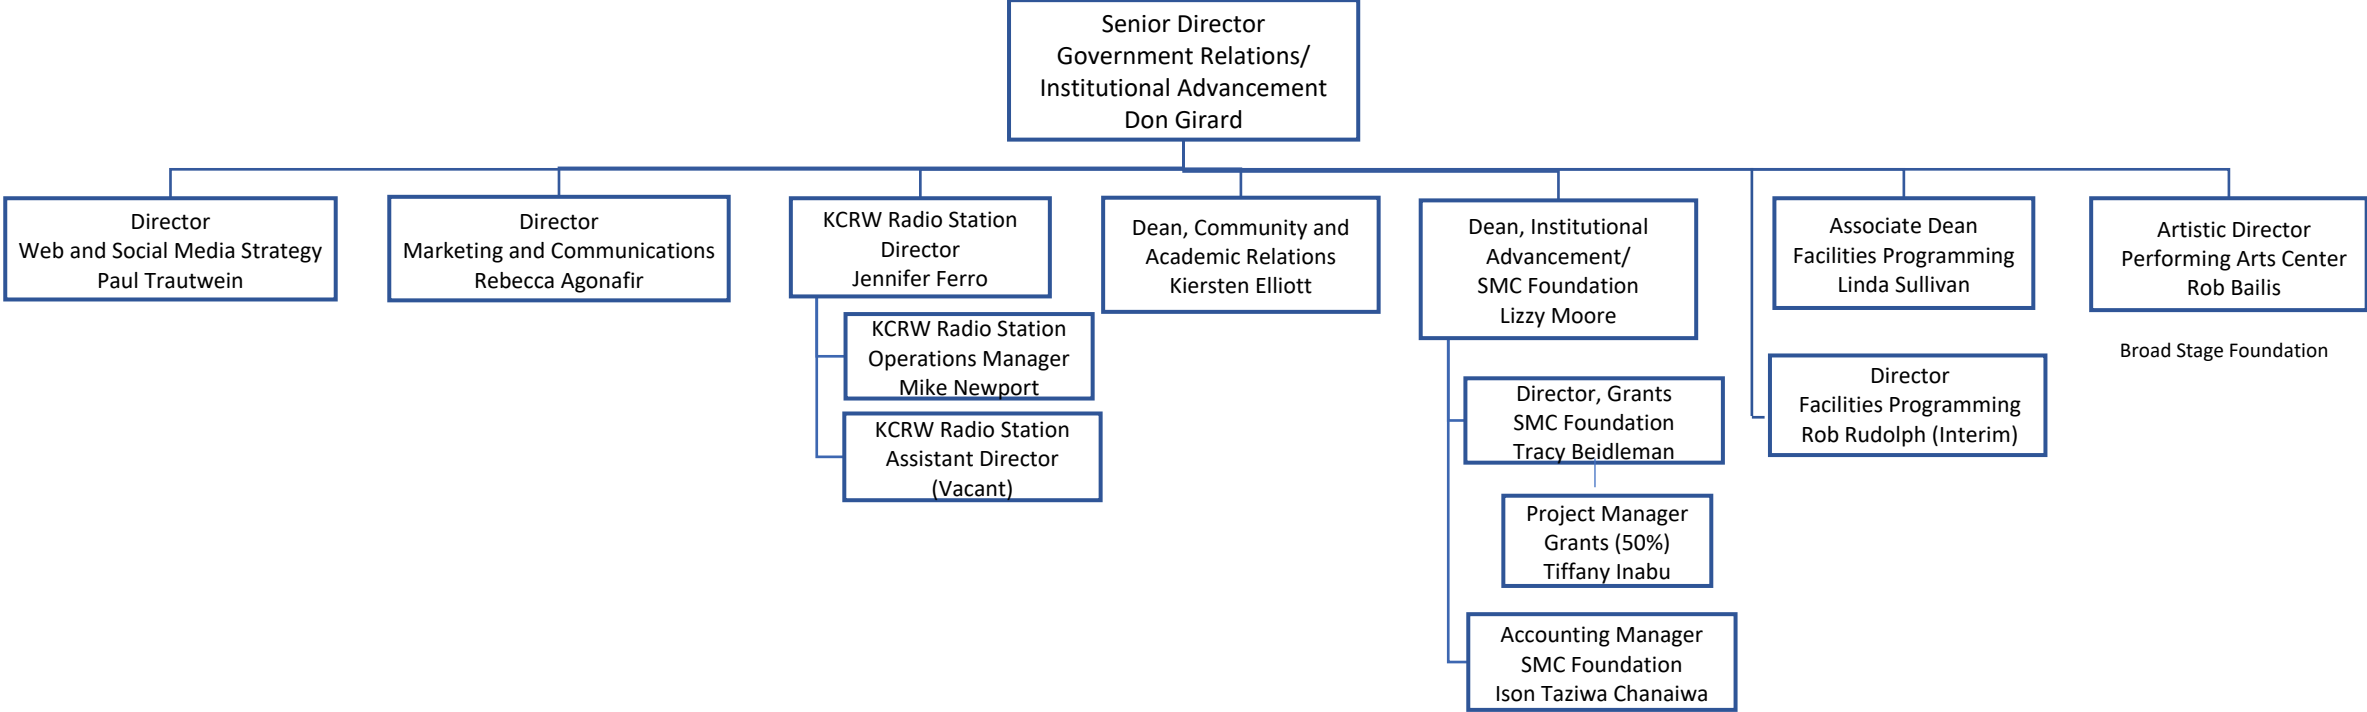 Senior Director
Government Relations/
Institutional Advancement
Don Girard
Director
Web and Social Media Strategy
Paul Trautwein
Director
Marketing and Communications
Rebecca Agonafir
KCRW Radio Station
Director
Jennifer Ferro
KCRW Radio Station
Operations Manager
Mike Newport
KCRW Radio Station
Assistant Director
(Vacant)
Dean, Community and
Academic Relations
Kiersten Elliott
Dean, Institutional
Advancement/
SMC Foundation
Lizzy Moore
Director, Grants
SMC Foundation
Tracy Beidleman
Project Manager
Grants (50%)
Tiffany Inabu
Accounting Manager
SMC Foundation
Ison Taziwa Chanaiwa
Associate Dean
Facilities Programming
Linda Sullivan
Director
Facilities Programming
Rob Rudolph (Interim)
Artistic Director
Performing Arts Center
Rob Bailis
Broad Stage Foundation